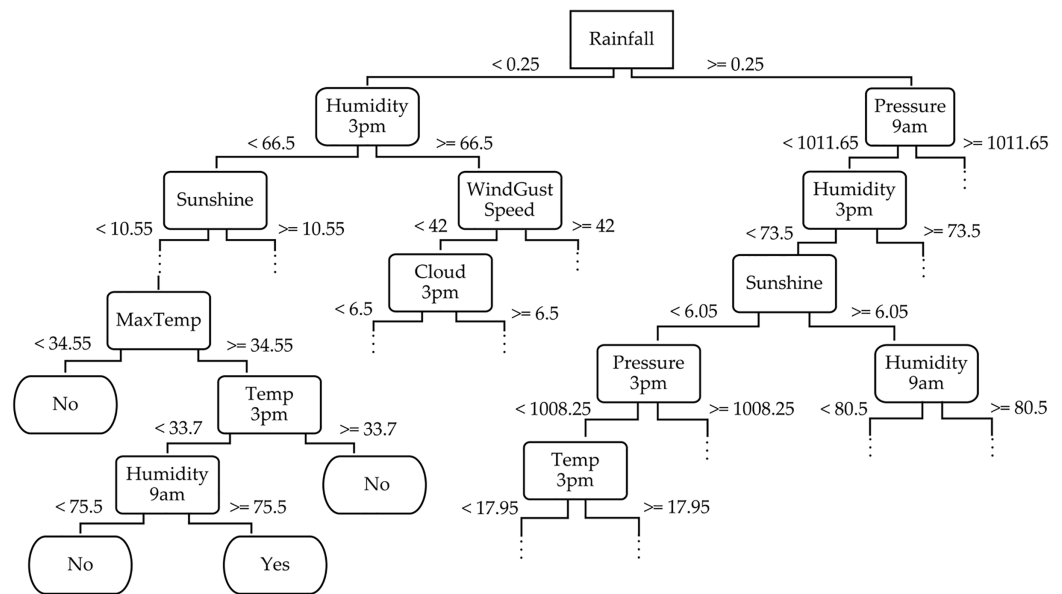 Rainfall
< 0.25
>= 0.25
Humidity
3pm
Pressure
9am
< 66.5
>= 66.5
< 1011.65
>= 1011.65
Sunshine
WindGust
Speed
Humidity
3pm
< 10.55
>= 10.55
< 42
>= 42
< 73.5
>= 73.5
Cloud
3pm
Sunshine
MaxTemp
< 6.5
>= 6.5
< 6.05
>= 6.05
< 34.55
>= 34.55
Pressure
3pm
Humidity
9am
No
Temp
3pm
< 1008.25
>= 1008.25
< 80.5
>= 80.5
< 33.7
>= 33.7
Humidity
9am
No
Temp
3pm
< 75.5
>= 75.5
< 17.95
>= 17.95
No
Yes